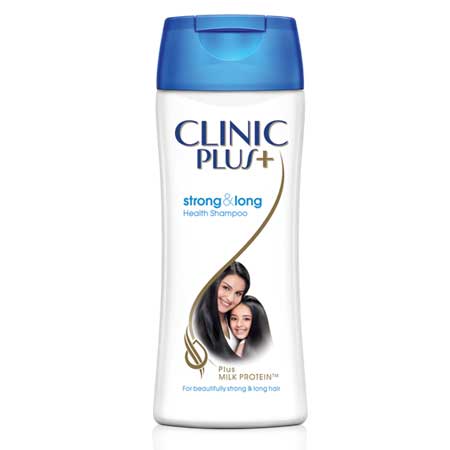 CLINIC
PLUS+
strong&long
Health Shampoo
Plus
MILK PROTEIN™
For beautifully strong & long hair